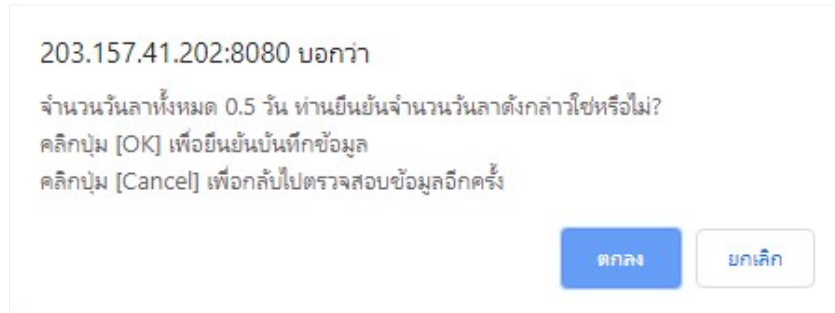 203.157.41.202:8080 บอกว่า
จำนวนวันลาทั้งหมด 0.5 วัน ท่านยืนยันจำนวนวันลาดังกล่าวใช่หรือไม่?
คลิกปุ่ม [OK] เพื่อยืนยันบันทึกข้อมูล
คลิกปุ่ม [Cancel] เพื่อกลับไปตรวจสอบข้อมูลอีกครั้ง
ตกลง ยกเลิก